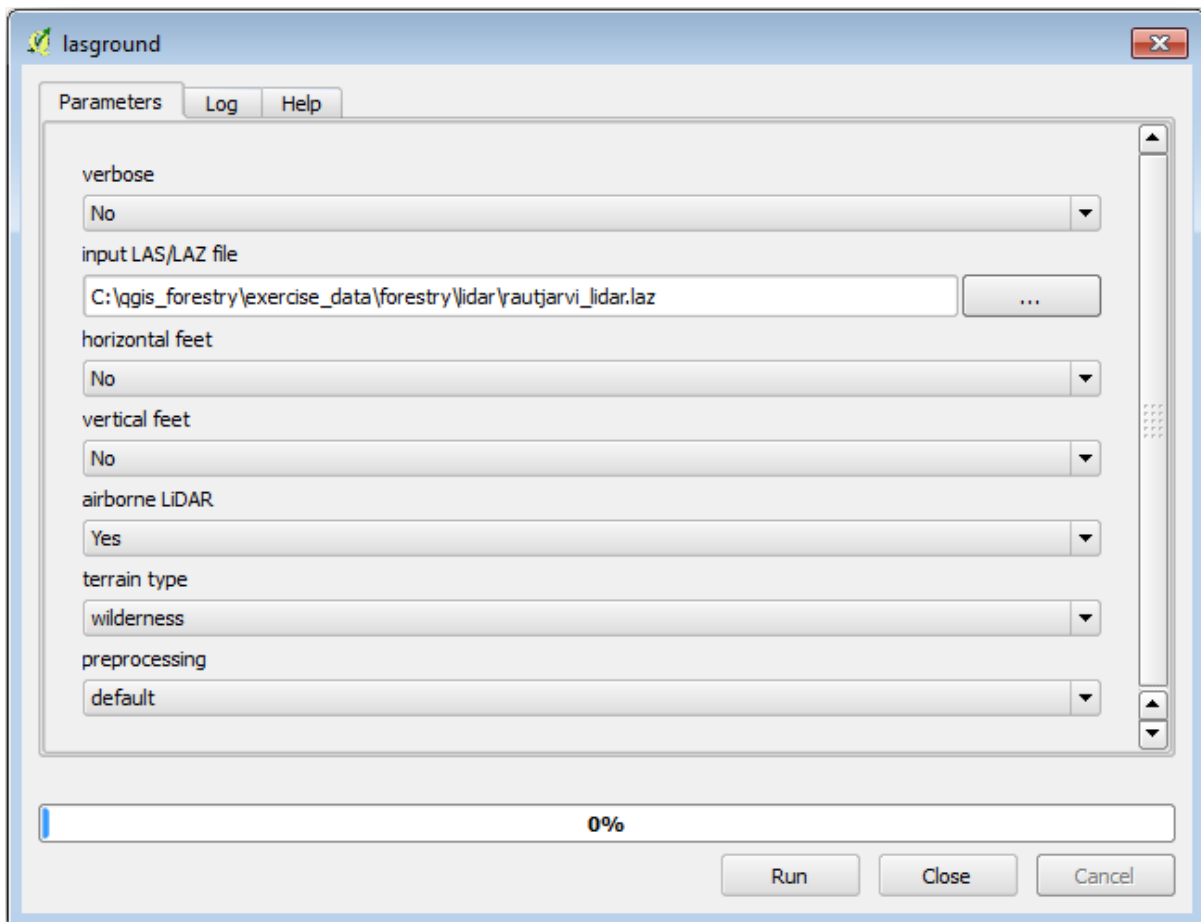 lasground
Parameters Log Help
verbose
No
input LAS/LAZ file
C:\qgis_forestry\exercise_data\forestry\lidar\rautjarvi_lidar.laz ...
horizontal feet
No
vertical feet
No
airborne LiDAR
Yes
terrain type
wilderness
preprocessing
default
0%
Run Close Cancel